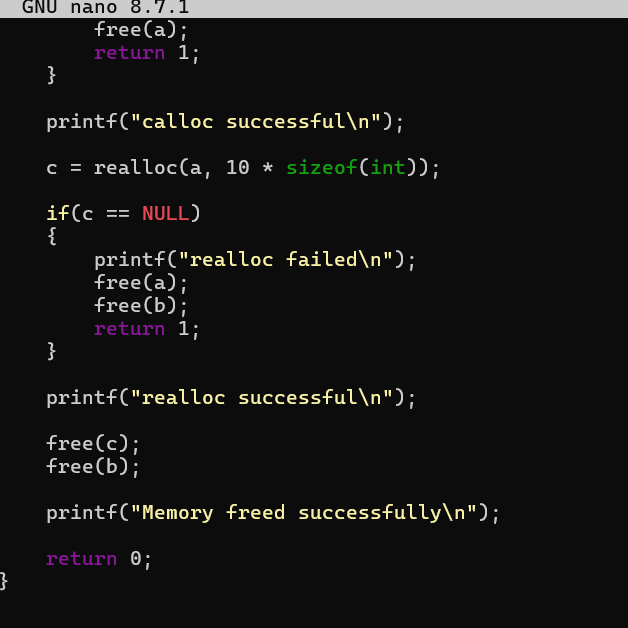 GNU nano 8.7.1
        free(a);
        return 1;
    }

    printf("calloc successful\n");

    c = realloc(a, 10 * sizeof(int));

    if(c == NULL)
    {
        printf("realloc failed\n");
        free(a);
        free(b);
        return 1;
    }

    printf("realloc successful\n");

    free(c);
    free(b);

    printf("Memory freed successfully\n");

    return 0;
}